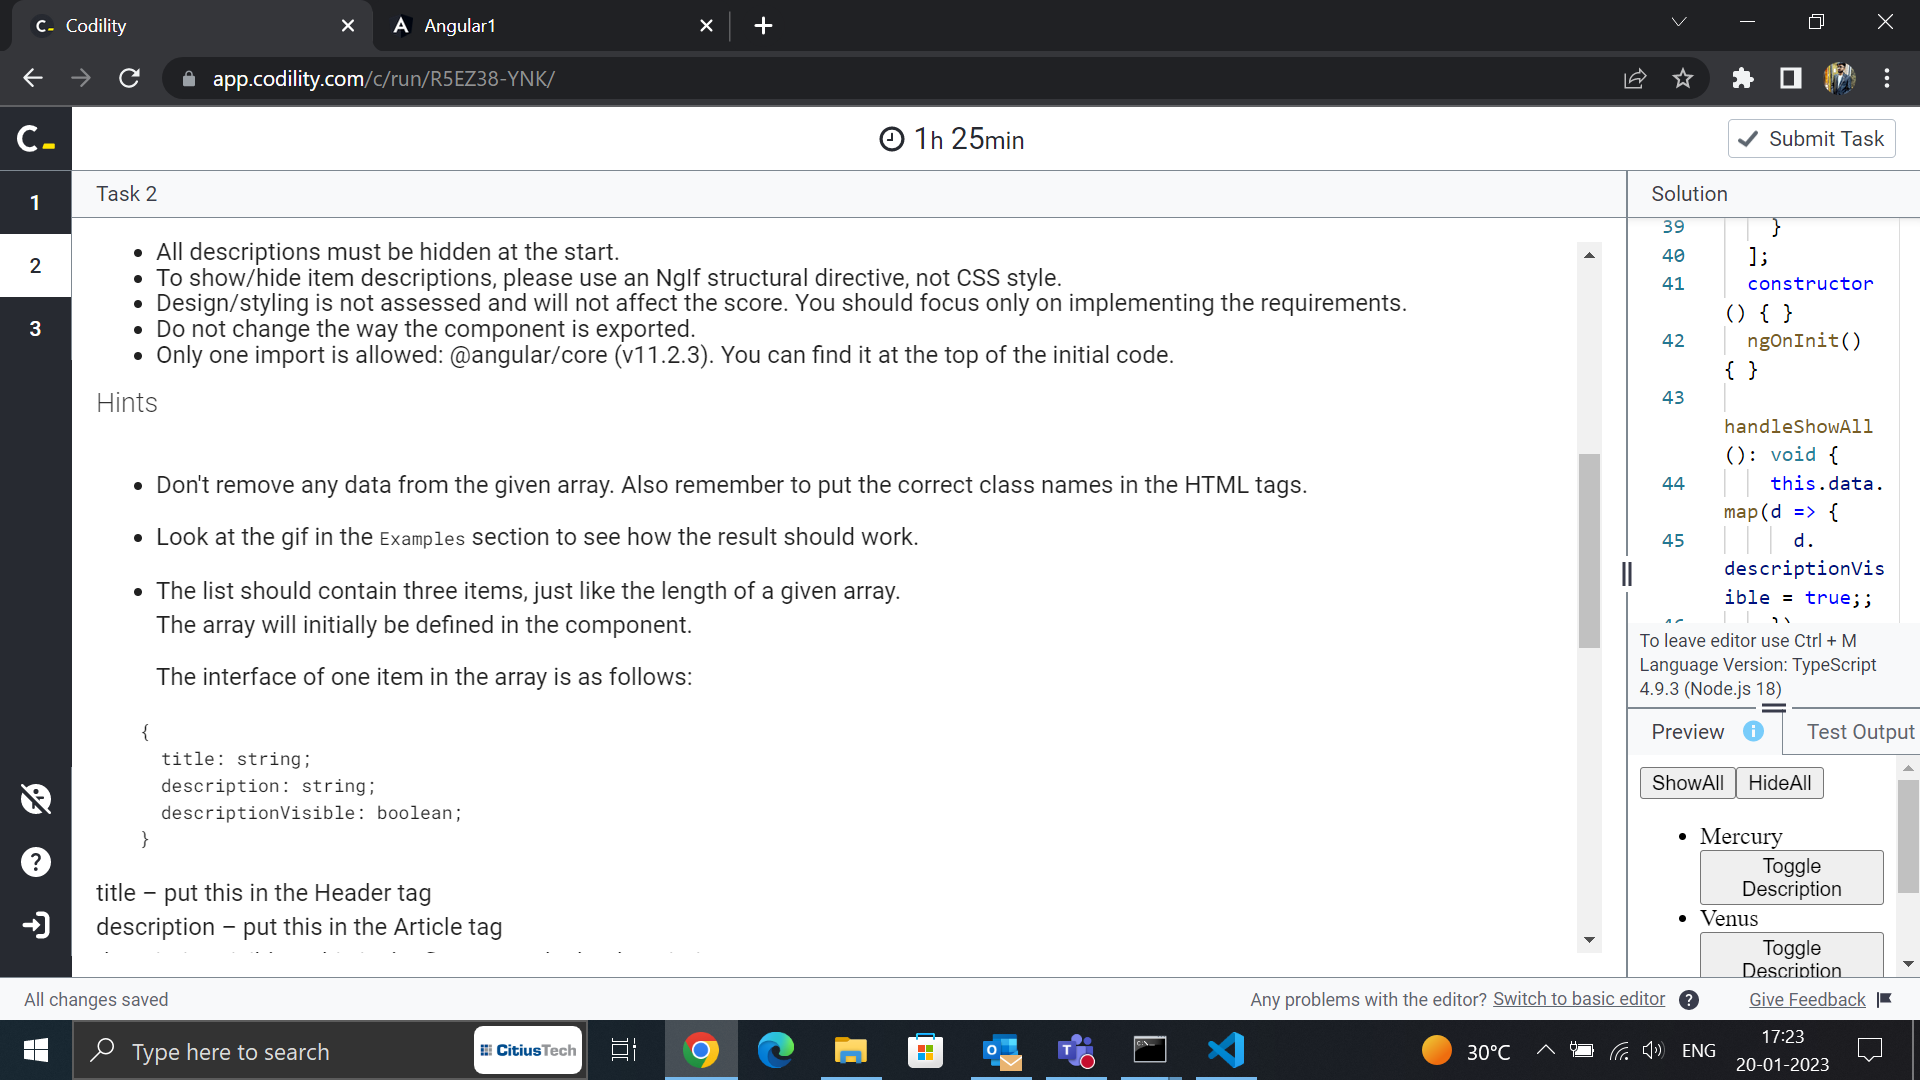 Codility
Angular1
app.codility.com/c/run/R5EZ38-YNK/
C
1h 25min
Submit Task
1
2
3
Task 2
Solution
All descriptions must be hidden at the start.
To show/hide item descriptions, please use an NgIf structural directive, not CSS style.
Design/styling is not assessed and will not affect the score. You should focus only on implementing the requirements.
Do not change the way the component is exported.
Only one import is allowed: @angular/core (v11.2.3). You can find it at the top of the initial code.
Hints
Don't remove any data from the given array. Also remember to put the correct class names in the HTML tags.
Look at the gif in the Examples section to see how the result should work.
The list should contain three items, just like the length of a given array.
The array will initially be defined in the component.
The interface of one item in the array is as follows:
{
title: string;
description: string;
descriptionVisible: boolean;
}
title – put this in the Header tag
description – put this in the Article tag
39 }
40 ];
41 constructor
() { }
42 ngOnInit()
{ }
43
handleShowAll
(): void {
44 this.data.
map(d => {
45 d.
descriptionVis
ible = true;;
To leave editor use Ctrl + M
Language Version: TypeScript
4.9.3 (Node.js 18)
Preview
Test Output
ShowAll HideAll
Mercury
Toggle
Description
Venus
Toggle
Description
All changes saved
Any problems with the editor? Switch to basic editor
Give Feedback
Type here to search
CitiusTech
30°C
ENG
17:23
20-01-2023